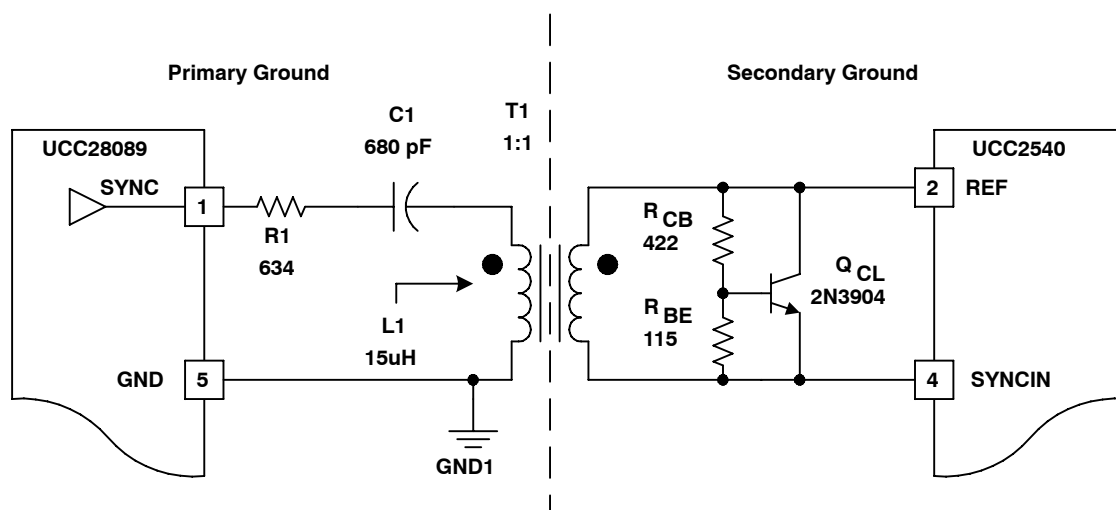 Primary Ground
Secondary Ground
C1
680 pF
T1
1:1
UCC28089
UCC2540
SYNC
1
2
REF
R1
634
R CB
422
Q CL
2N3904
R BE
115
L1
15uH
GND
5
4
SYNCIN
GND1